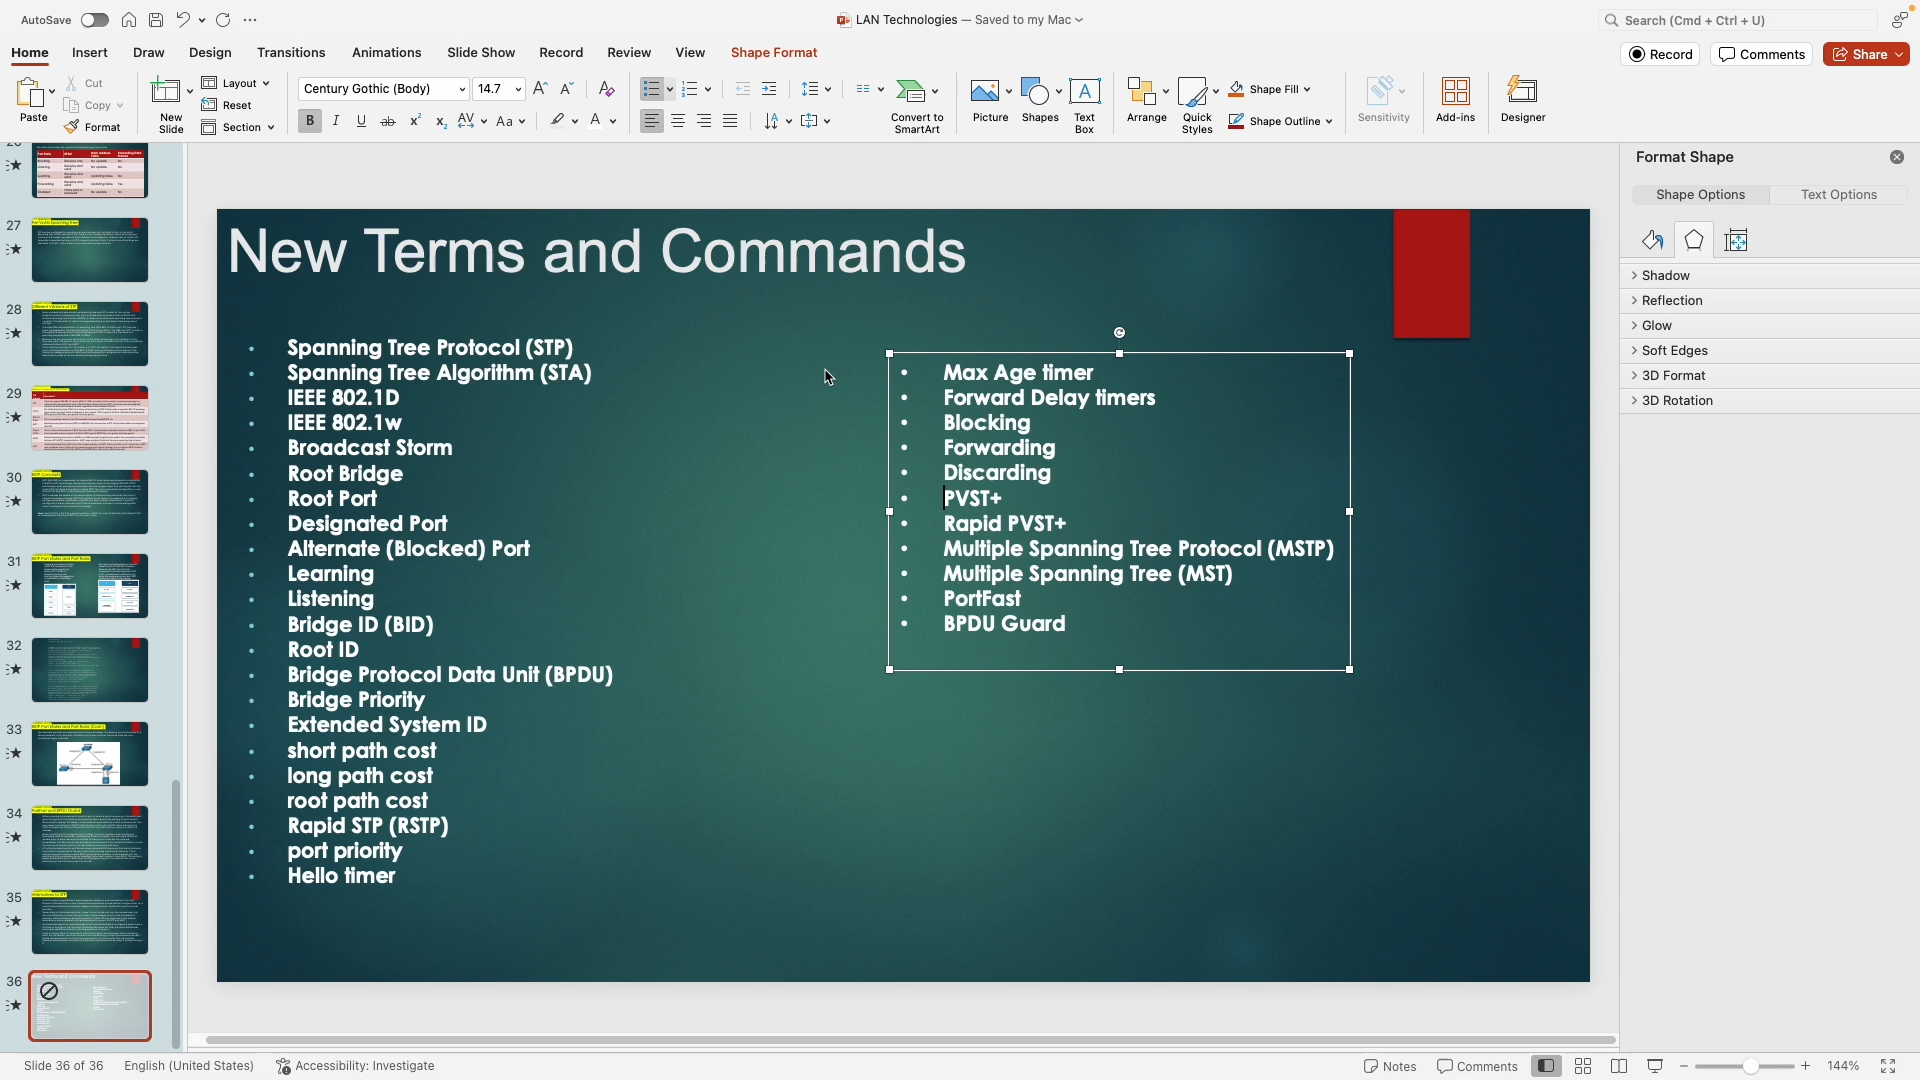 AutoSave
LAN Technologies — Saved to my Mac
Search (Cmd + Ctrl + U)
Home Insert Draw Design Transitions Animations Slide Show Record Review View Shape Format
Record Comments Share
Paste
Cut
Copy
Format
New Slide
Layout
Reset
Section
Century Gothic (Body) 14.7
Convert to SmartArt
Picture
Shapes
Text Box
Arrange
Quick Styles
Shape Fill
Shape Outline
Sensitivity
Add-ins
Designer
27
28
29
30
31
32
33
34
35
36
New Terms and Commands
• Spanning Tree Protocol (STP)
• Spanning Tree Algorithm (STA)
• IEEE 802.1D
• IEEE 802.1w
• Broadcast Storm
• Root Bridge
• Root Port
• Designated Port
• Alternate (Blocked) Port
• Learning
• Listening
• Bridge ID (BID)
• Root ID
• Bridge Protocol Data Unit (BPDU)
• Bridge Priority
• Extended System ID
• short path cost
• long path cost
• root path cost
• Rapid STP (RSTP)
• port priority
• Hello timer
• Max Age timer
• Forward Delay timers
• Blocking
• Forwarding
• Discarding
• PVST+
• Rapid PVST+
• Multiple Spanning Tree Protocol (MSTP)
• Multiple Spanning Tree (MST)
• PortFast
• BPDU Guard
Format Shape
Shape Options Text Options
Shadow
Reflection
Glow
Soft Edges
3D Format
3D Rotation
Slide 36 of 36 English (United States) Accessibility: Investigate
Notes Comments 144%